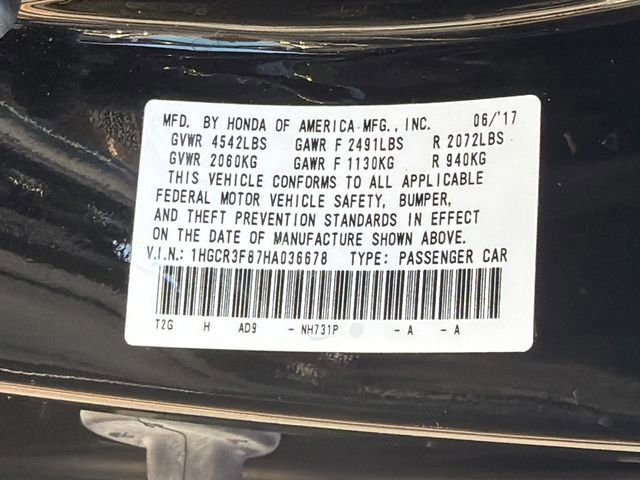 MFD. BY HONDA OF AMERICA MFG., INC. 06/'17
GVWR 4542LBS GAWR F 2491LBS R 2072LBS
GVWR 2060KG GAWR F 1130KG R 940KG
THIS VEHICLE CONFORMS TO ALL APPLICABLE
FEDERAL MOTOR VEHICLE SAFETY, BUMPER,
AND THEFT PREVENTION STANDARDS IN EFFECT
ON THE DATE OF MANUFACTURE SHOWN ABOVE.
V.I.N.: 1HGCR3F87HA036678 TYPE: PASSENGER CAR
T2G H AD9 - NH731P - A - A